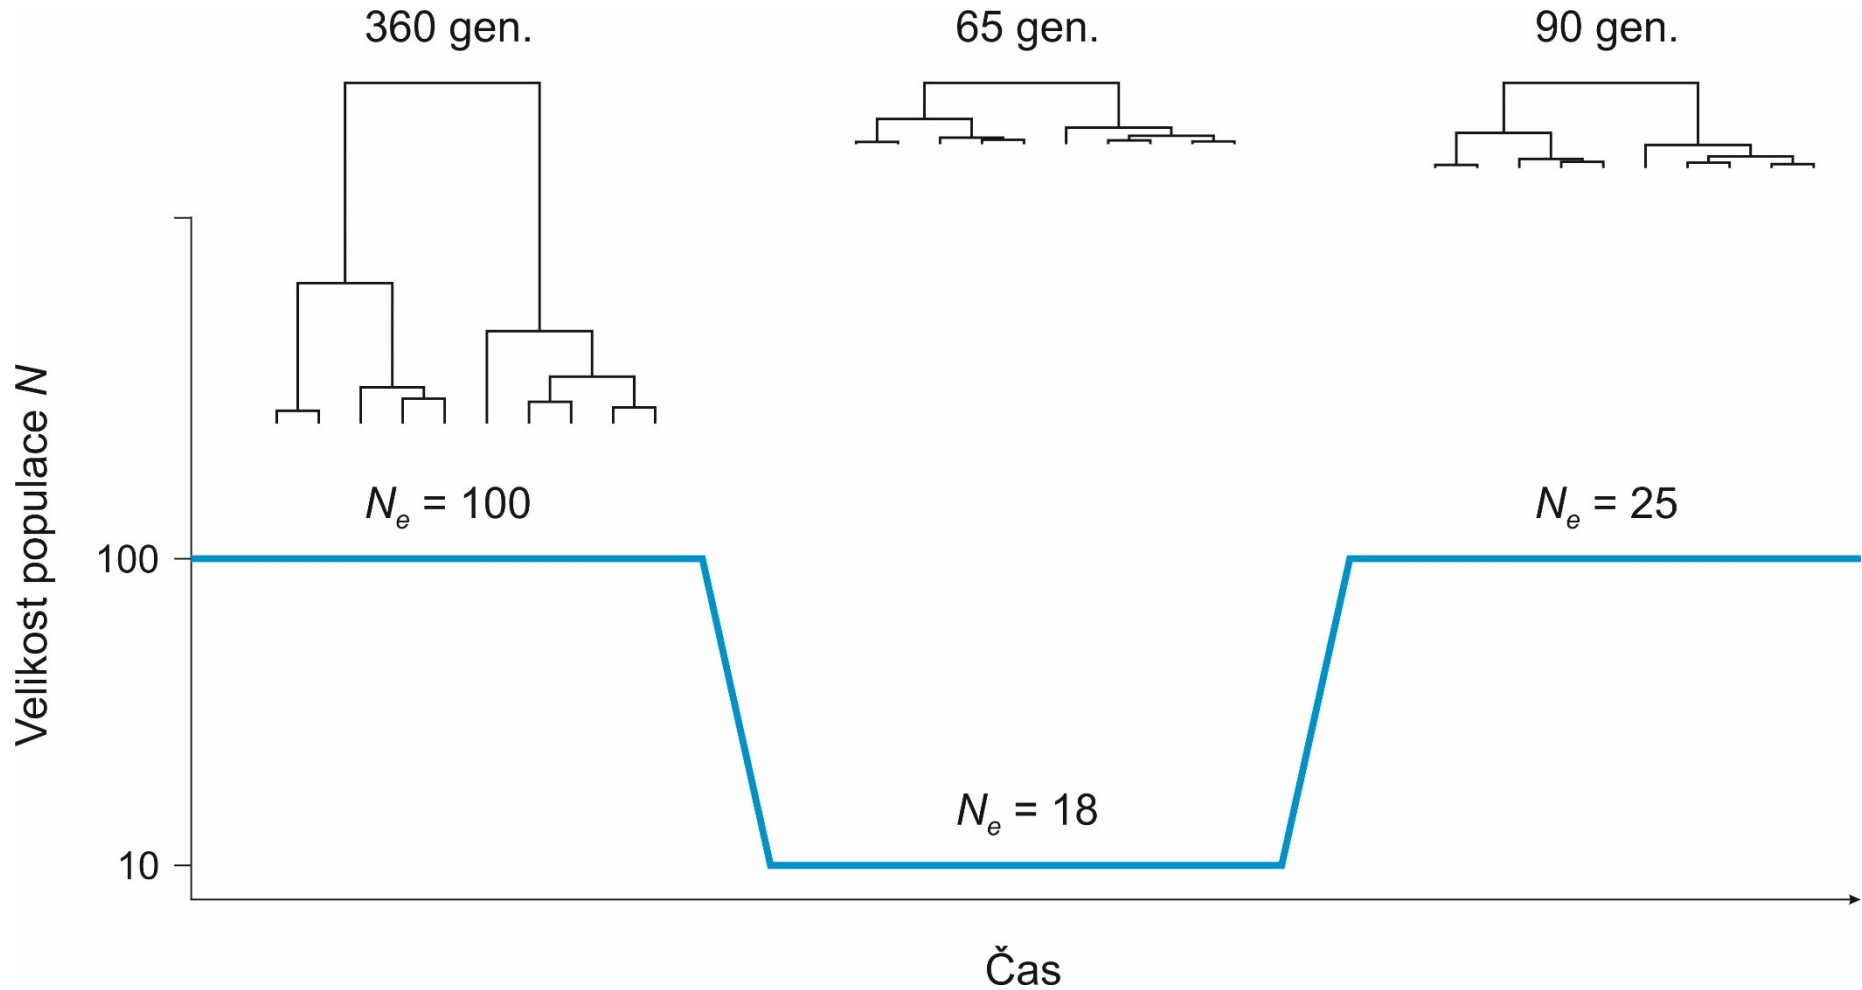 360 gen.
65 gen.
90 gen.
Velikost populace N
Ne = 100
Ne = 25
100
Ne = 18
10
Čas